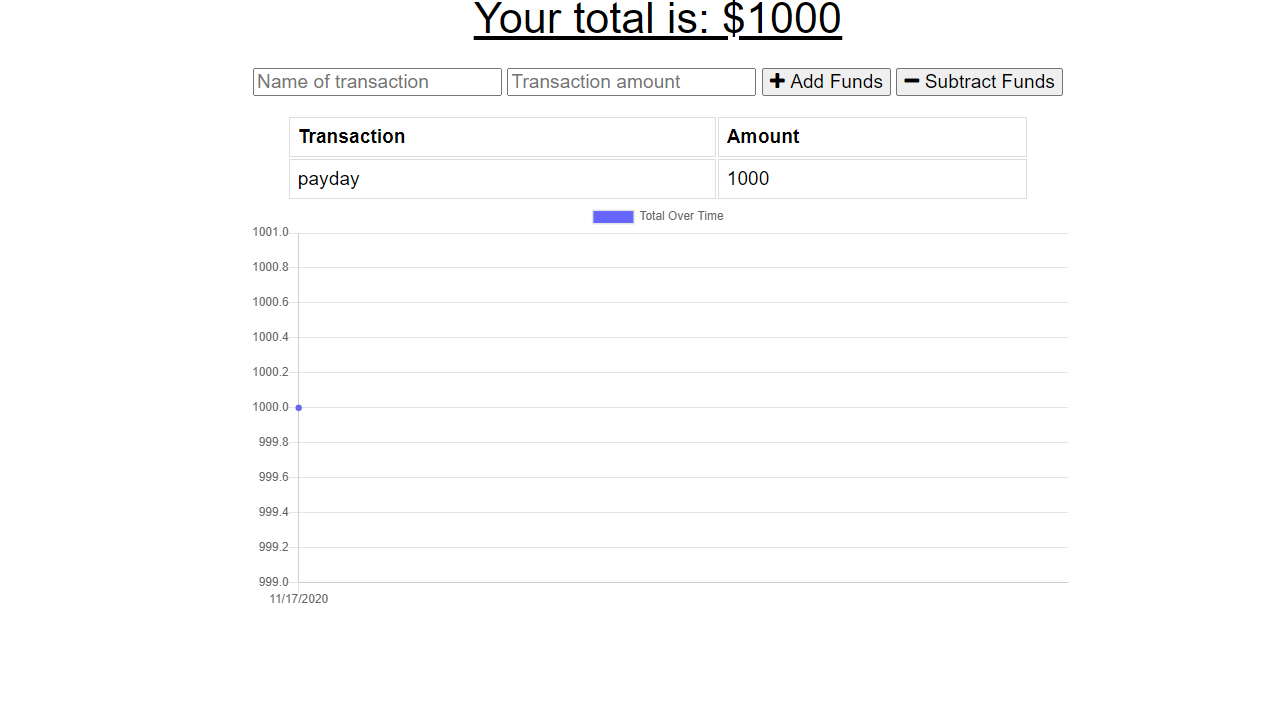 Your total is: $1000
Name of transaction Transaction amount Add Funds Subtract Funds
Transaction Amount
payday 1000
Total Over Time
1001.0
1000.8
1000.6
1000.4
1000.2
1000.0
999.8
999.6
999.4
999.2
999.0
11/17/2020